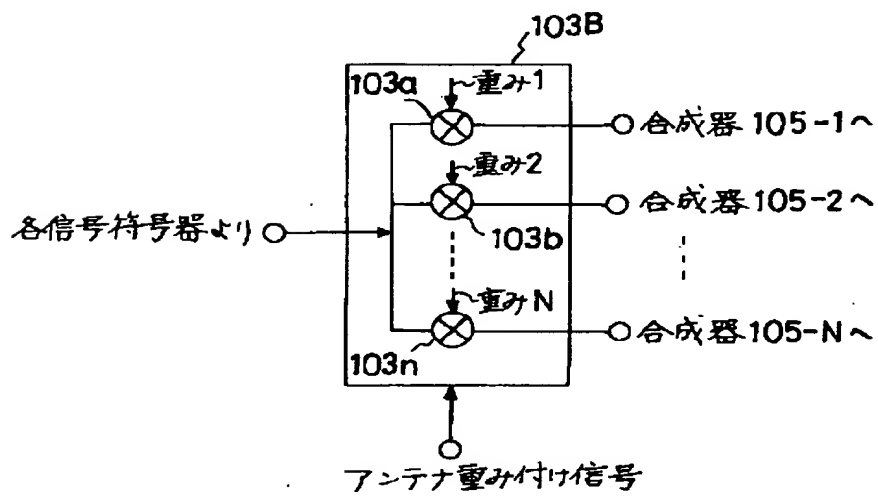 103B
103a
重み1
合成器 105-1へ
重み2
合成器 105-2へ
各信号符号器より
103b
重みN
合成器 105-Nへ
103n
アンテナ重み付け信号